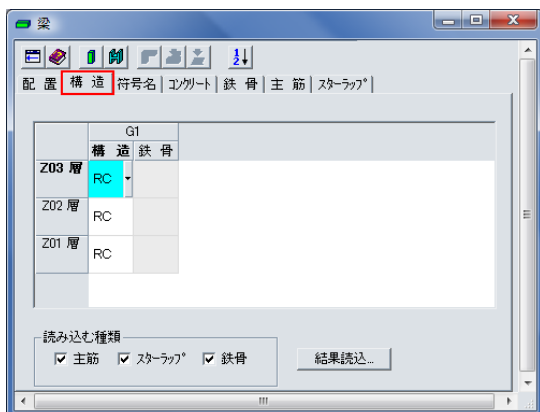 梁
配 置 構 造 符号名 コンクリート 鉄 骨 主 筋 スターラップ
G1
構 造 鉄 骨
Z03 層 RC
Z02 層 RC
Z01 層 RC
読み込む種類
主筋 スターラップ 鉄骨 結果読込...